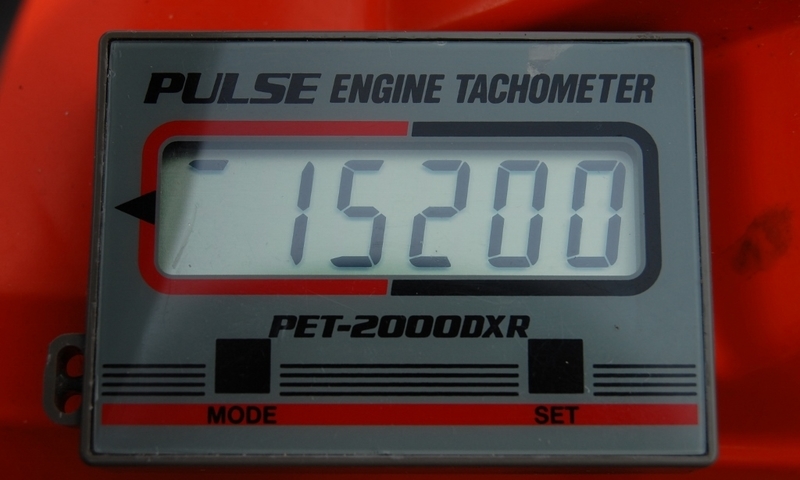 PULSE ENGINE TACHOMETER
15200
PET-2000DXR
MODE SET